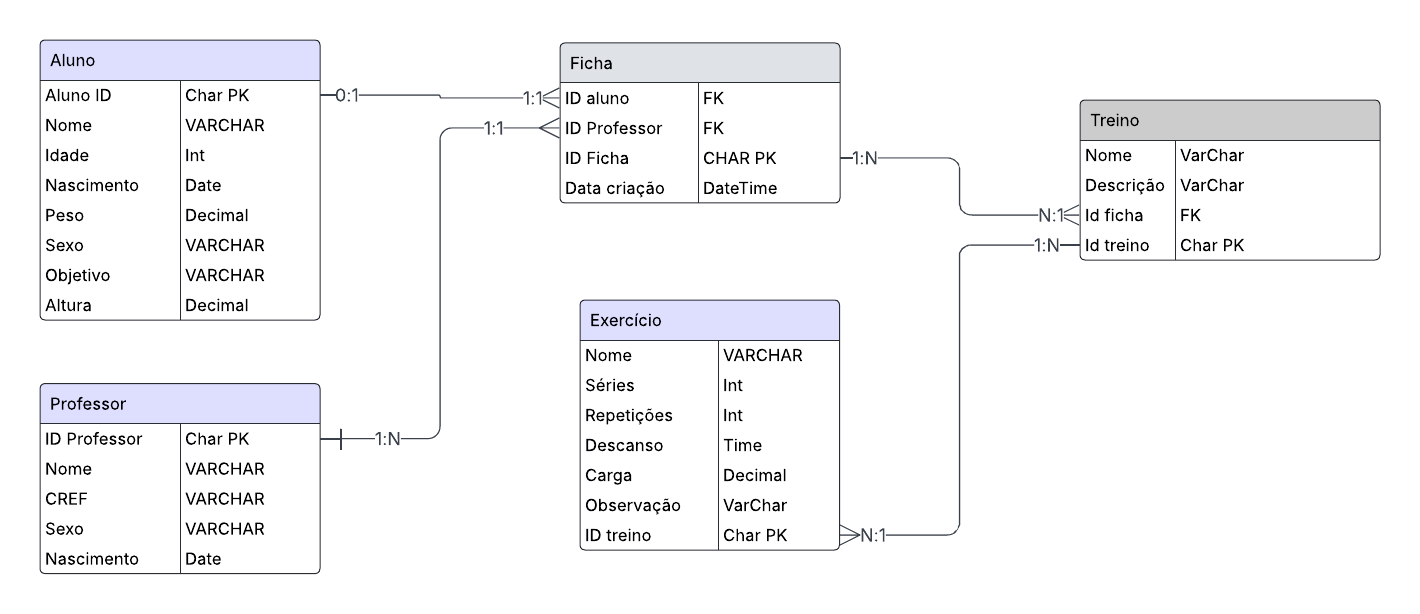 Aluno
Aluno ID Char PK
Nome VARCHAR
Idade Int
Nascimento Date
Peso Decimal
Sexo VARCHAR
Objetivo VARCHAR
Altura Decimal
0:1
1:1
Ficha
ID aluno FK
ID Professor FK
ID Ficha CHAR PK
Data criação DateTime
1:1
1:N
N:1
Treino
Nome VarChar
Descrição VarChar
Id ficha FK
Id treino Char PK
1:N
Professor
ID Professor Char PK
Nome VARCHAR
CREF VARCHAR
Sexo VARCHAR
Nascimento Date
1:N
Exercício
Nome VARCHAR
Séries Int
Repetições Int
Descanso Time
Carga Decimal
Observação VarChar
ID treino Char PK
N:1